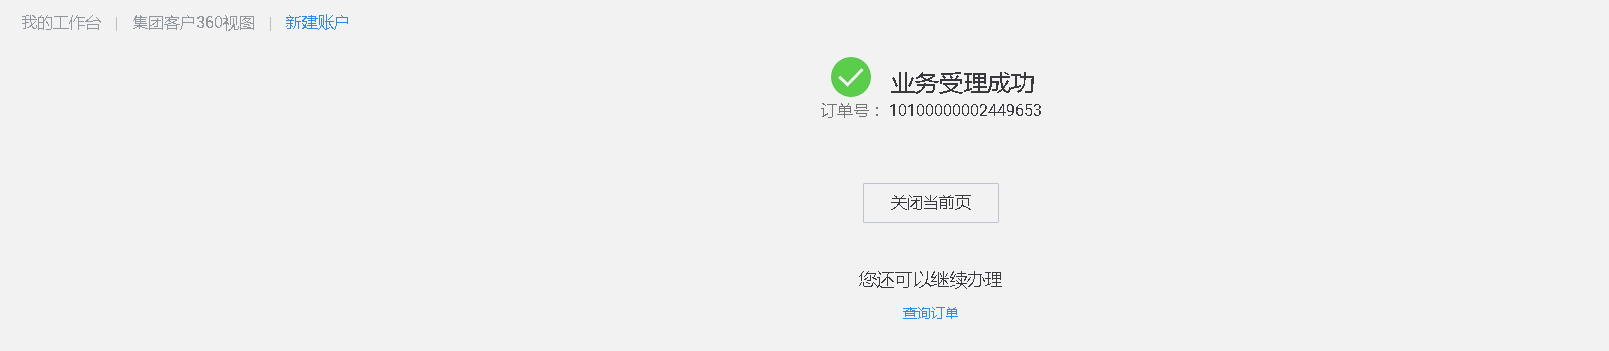 我的工作台 | 集团客户360视图 | 新建账户
业务受理成功
订单号： 10100000002449653
关闭当前页
您还可以继续办理
查询订单